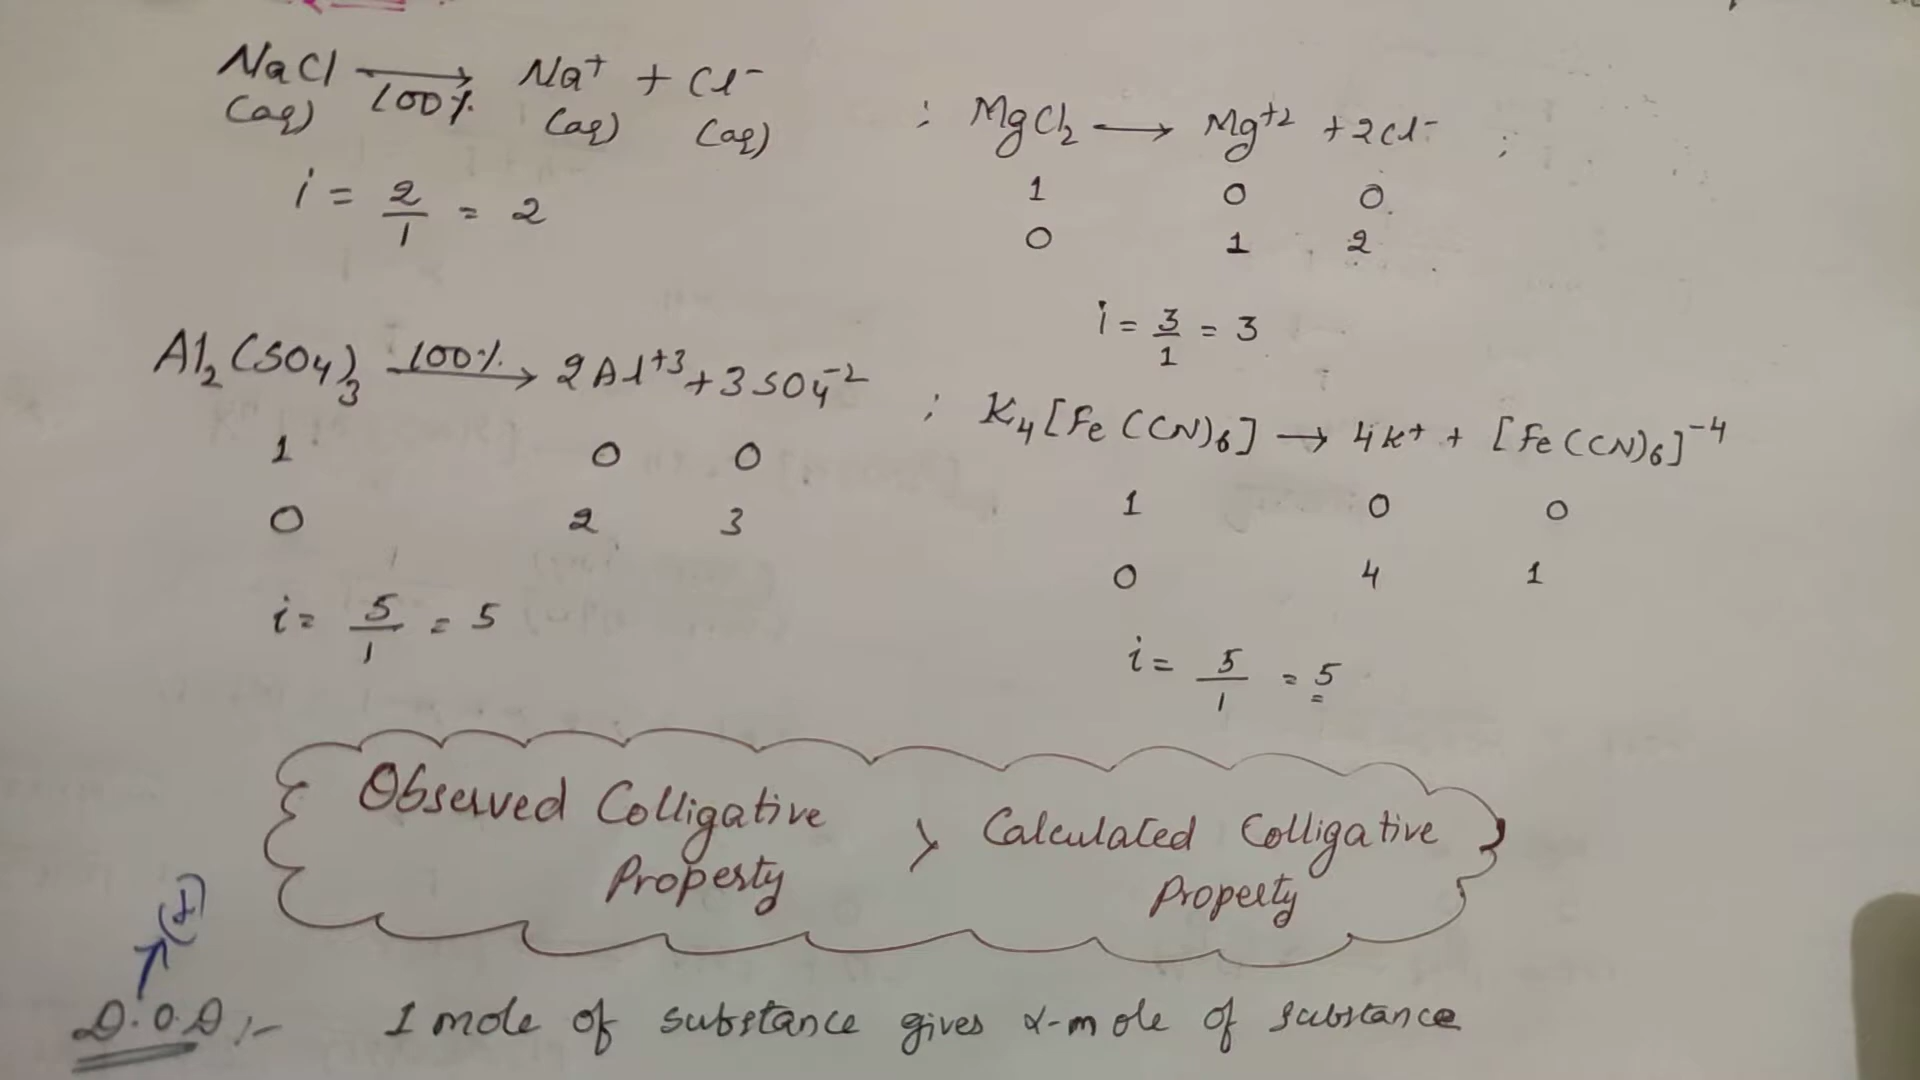 NaCl → Na⁺ + Cl⁻
(aq) 100% (aq) (aq)
i = 2/1 = 2
; MgCl₂ → Mg⁺² + 2Cl⁻ ;
1 0 0
0 1 2
i = 3/1 = 3
Al₂(SO₄)₃ 100%→ 2Al⁺³ + 3SO₄⁻²
1 0 0
0 2 3
i = 5/1 = 5
; K₄[Fe(CN)₆] → 4K⁺ + [Fe(CN)₆]⁻⁴
1 0 0
0 4 1
i = 5/1 = 5
Observed Colligative > Calculated Colligative
Property Property
D.O.D :- 1 mole of substance gives α-mole of substance